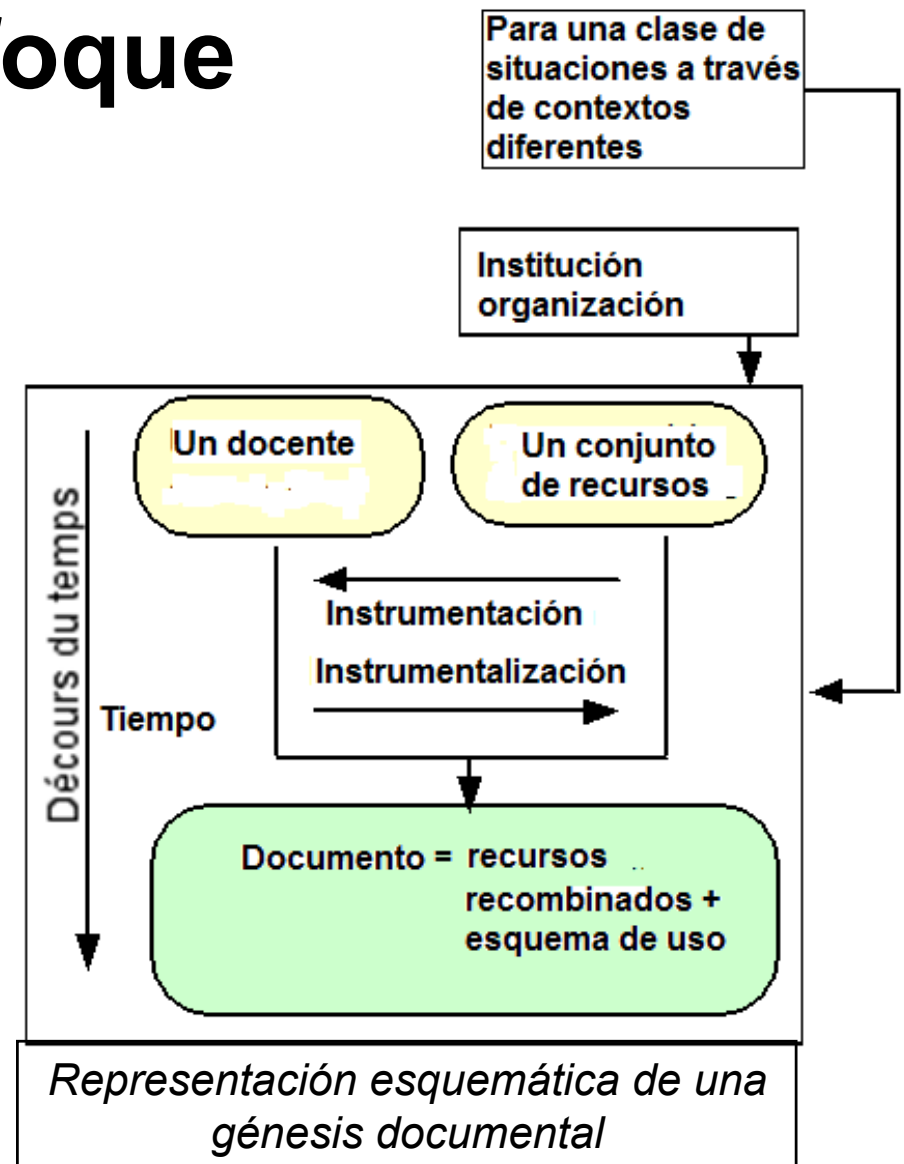 oque
Para una clase de
situaciones a través
de contextos
diferentes
Institución
organización
Un docente
Un conjunto
de recursos
Instrumentación
Instrumentalización
Décours du temps
Tiempo
Documento = recursos
recombinados +
esquema de uso
Representación esquemática de una
génesis documental